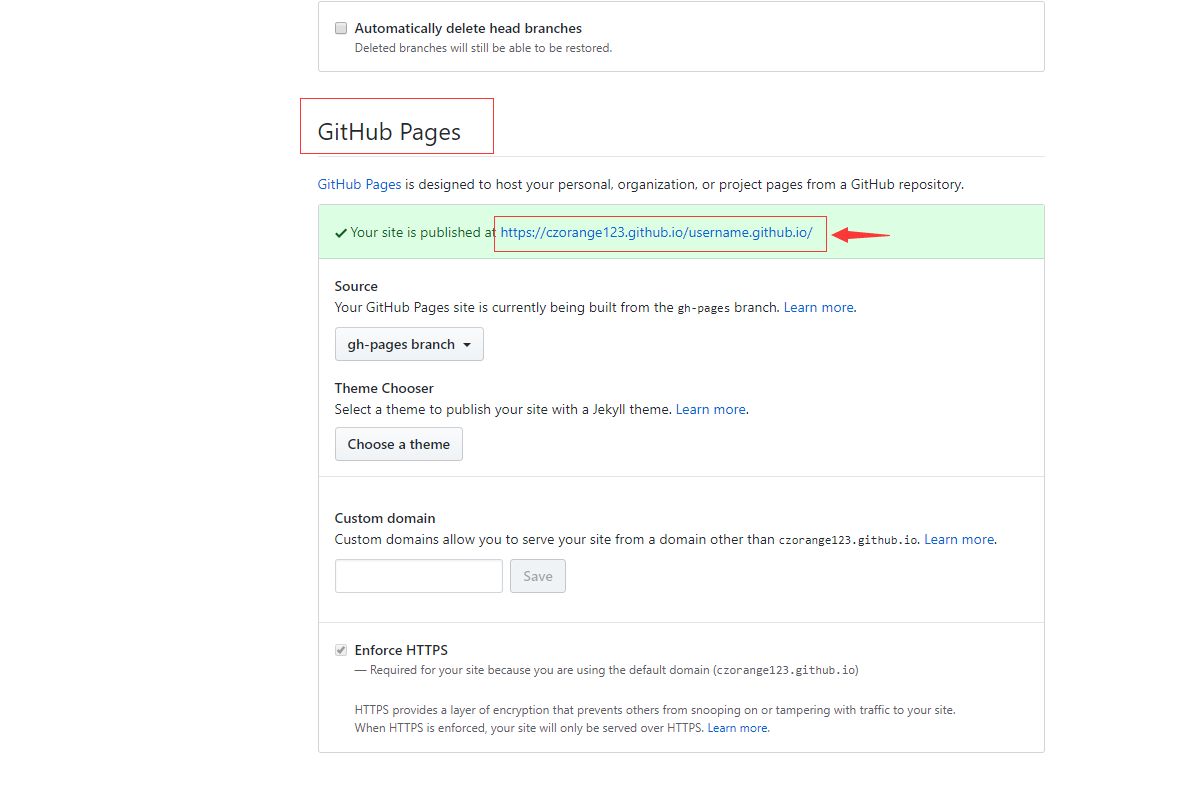 Automatically delete head branches
Deleted branches will still be able to be restored.
GitHub Pages
GitHub Pages is designed to host your personal, organization, or project pages from a GitHub repository.
Your site is published at https://czorange123.github.io/username.github.io/
Source
Your GitHub Pages site is currently being built from the gh-pages branch. Learn more.
gh-pages branch
Theme Chooser
Select a theme to publish your site with a Jekyll theme. Learn more.
Choose a theme
Custom domain
Custom domains allow you to serve your site from a domain other than czorange123.github.io. Learn more.
Save
Enforce HTTPS
— Required for your site because you are using the default domain (czorange123.github.io)
HTTPS provides a layer of encryption that prevents others from snooping on or tampering with traffic to your site.
When HTTPS is enforced, your site will only be served over HTTPS. Learn more.